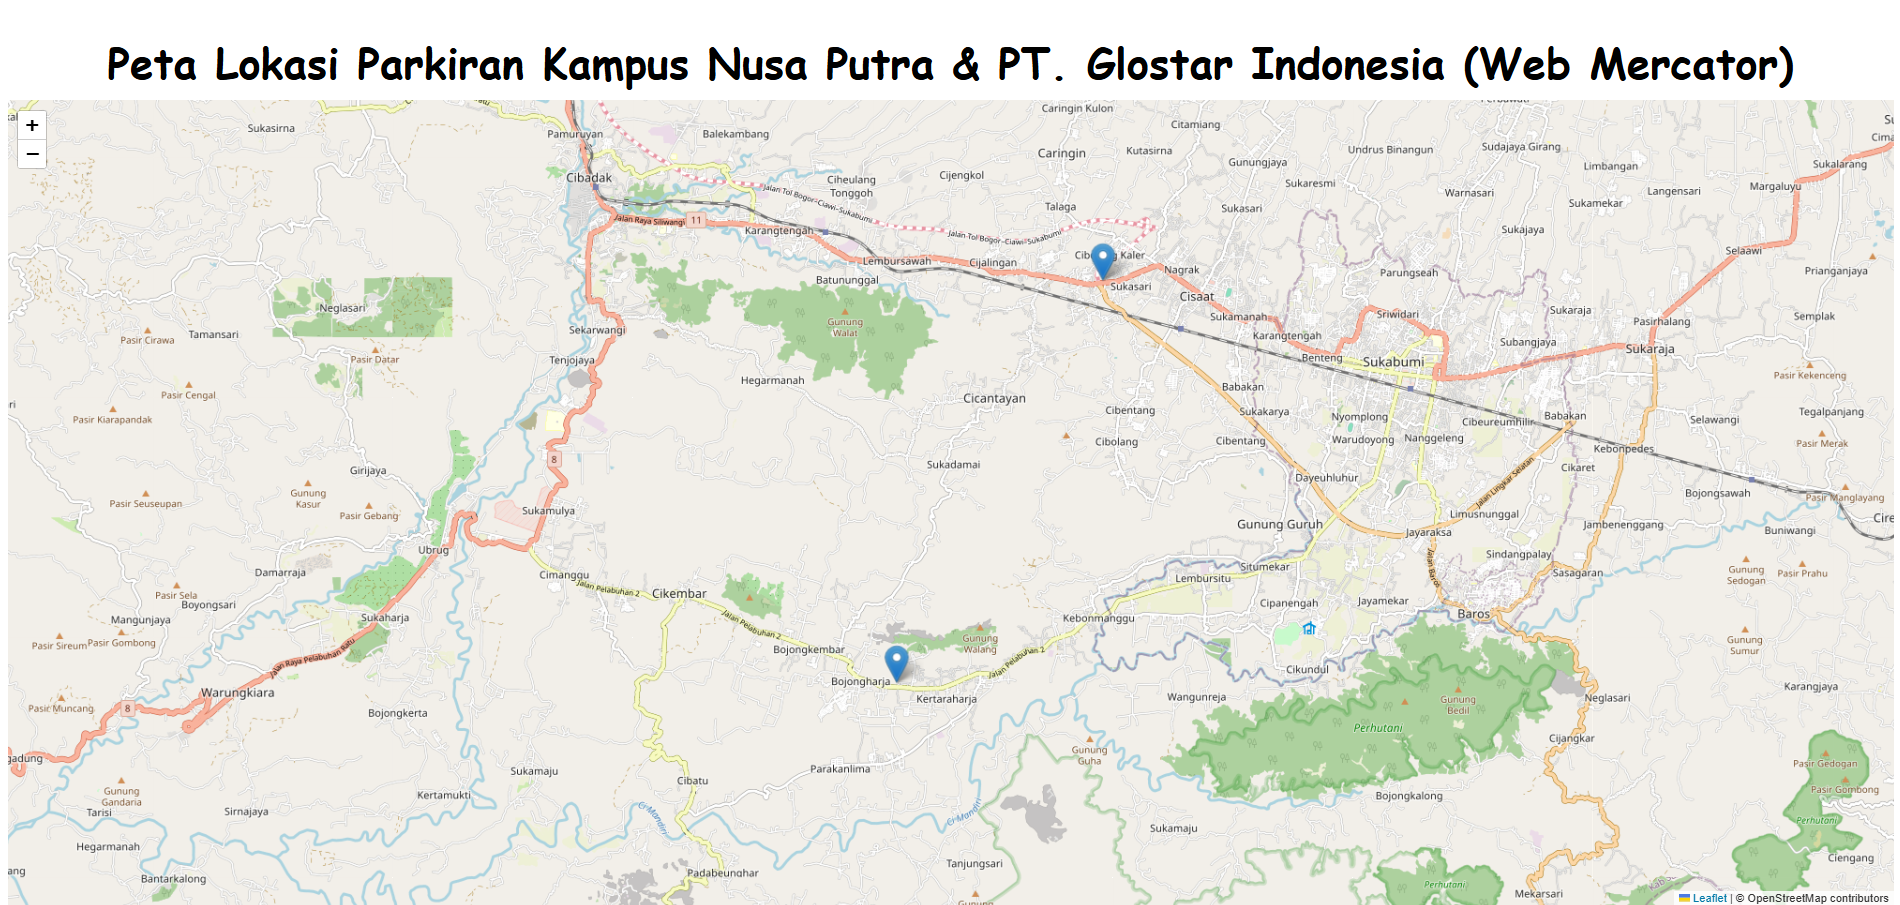 Peta Lokasi Parkiran Kampus Nusa Putra & PT. Glostar Indonesia (Web Mercator)
+
−
Caringin Kulon
Citamiang
Sukasirna
Pamuruyan
Balekambang
Undrus Binangun
Sudajaya Girang
Caringin
Kutasirna
Gunungjaya
Limbangan
Sukalarang
Cibadak
Ciheulang
Tonggoh
Cijengkol
Sukaresmi
Warnasari
Langensari
Margaluyu
Jalan Tol Bogor-Ciawi-Sukabumi
Talaga
Sukasari
Sukamekar
Jalan Raya Siliwangi
11
Karangtengah
Jalan Tol Bogor-Ciawi-Sukabumi
Sukajaya
Selaawi
Lembursawah
Cijalingan
Kaler
Nagrak
Parungseah
Prianganjaya
Batununggal
Sukasari
Cisaat
Neglasari
Gunung
Walat
Sukamanah
Sriwidari
Sukaraja
Pasirhalang
Semplak
Tamansari
Pasir Cirawa
Sekarwangi
Karangtengah
Subangjaya
Sukaraja
Pasir Datar
Tenjojaya
Benteng
Sukabumi
Hegarmanah
Babakan
Pasir Kekenceng
Pasir Cengal
Cicantayan
Pasir Kiarapandak
Cibentang
Sukakarya
Nyomplong
Cibeureumhilir
Babakan
Selawangi
Tegalpanjang
Cibolang
Cibentang
Warudoyong
Nanggeleng
Kebonpedes
Pasir Merak
8
Girijaya
Sukadamai
Dayeuhluhur
Jalan Lingkar Selatan
Cikaret
Bojongsawah
Pasir Manglayang
Pasir Seuseupan
Gunung
Kasur
Pasir Gebang
Sukamulya
Gunung Guruh
Limusnunggal
Jambenenggang
Buniwangi
Jayaraksa
Ubrug
Sindangpalay
Damarraja
Cimanggu
Lembursitu
Situmekar
Jalan Baros
Sasagaran
Gunung
Sedogan
Pasir Prahu
Pasir Sela
Boyongsari
Jalan Pelabuhan 2
Cikembar
Cipanengah
Jayamekar
Mangunjaya
Sukaharja
Jalan Pelabuhan 2
Kebonmanggu
Baros
Pasir Sireum
Pasir Gombong
Jalan Raya Pelabuhan Ratu
Bojongkembar
Gunung
Walang
Jalan Pelabuhan 2
Cikundul
Gunung
Sumur
Warungkiara
Bojongharja
Kertaraharja
Wangunreja
Gunung
Bedil
Neglasari
Karangjaya
Pasir Muncang
8
Bojongkerta
Perhutani
Cijangkar
Gunung
Guha
Pasir Gedogan
Sukamaju
Parakanlima
Cibatu
Gunung
Gandaria
Kertamukti
Bojongkalong
Pasir Gombong
Tarisi
Sirnajaya
Ci Mandiri
Ci Mandiri
Sukamaju
Perhutani
Hegarmanah
Tanjungsari
Ciengang
Bantarkalong
Padabeunghar
Gunung
Perhutani
Mekarsari
Leaflet | © OpenStreetMap contributors